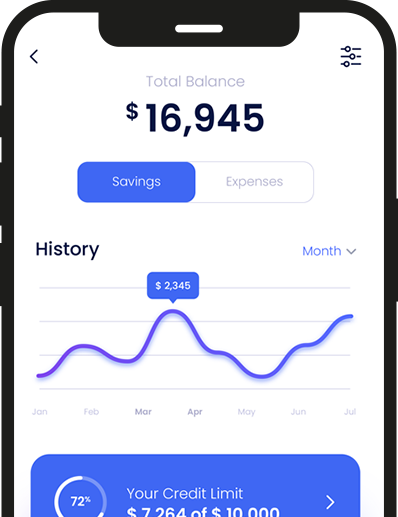 Total Balance
$ 16,945
Savings Expenses
History Month
$ 2,345
Jan Feb Mar Apr May Jun Jul
72%
Your Credit Limit
$ 7,264 of $ 10,000